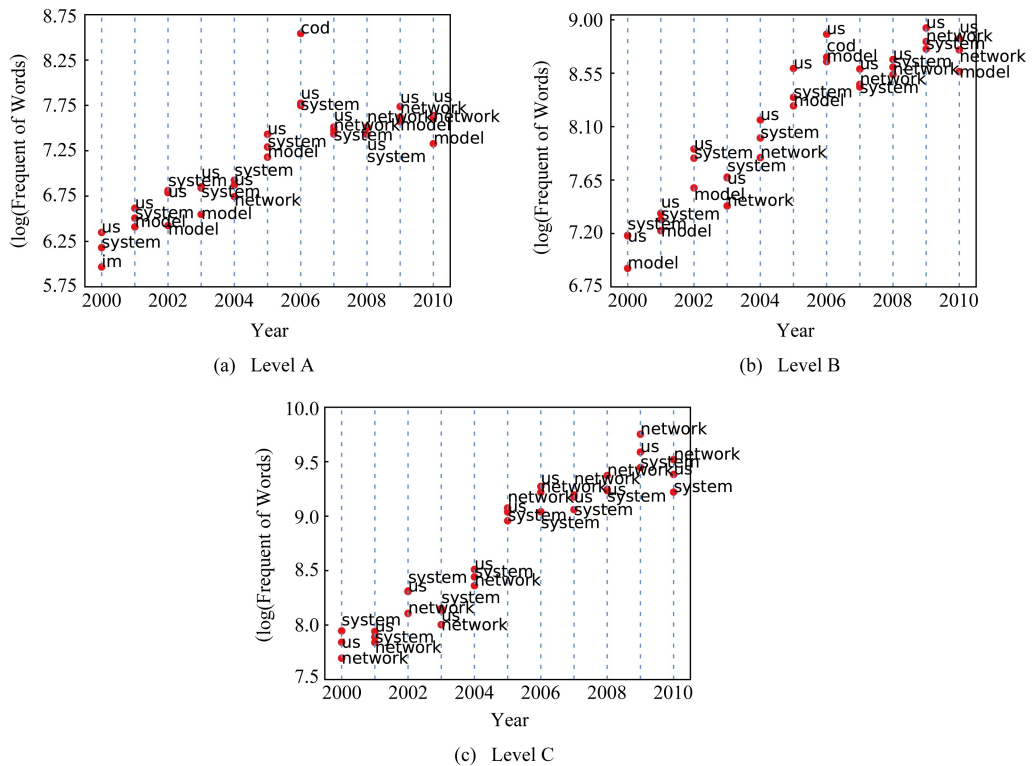 8.75
cod
8.25
us
system
7.75
us
network
system
us
network
us
network
us
network
model
us
system
model
network
model
us
system
7.25
us
system
us
system
model
us
system
us
system
network
6.75
us
system
model
model
us
system
6.25
im
5.75
2000 2002 2004 2006 2008 2010
Year
(log(Frequent of Words)
(a) Level A
9.00
us
network
system
us
network
model
us
cod
model
us
system
network
us
network
system
8.55
us
system
model
8.10
us
system
network
us
system
model
7.65
system
us
network
us
system
model
7.20
system
us
model
6.75
2000 2002 2004 2006 2008 2010
Year
(log(Frequent of Words)
(b) Level B
10.0
network
us
system
network
us
system
9.5
network
us
system
network
us
system
us
network
system
network
us
system
9.0
8.5
us
system
network
system
us
network
system
us
network
8.0
system
us
network
us
system
network
7.5
2000 2002 2004 2006 2008 2010
Year
(log(Frequent of Words)
(c) Level C